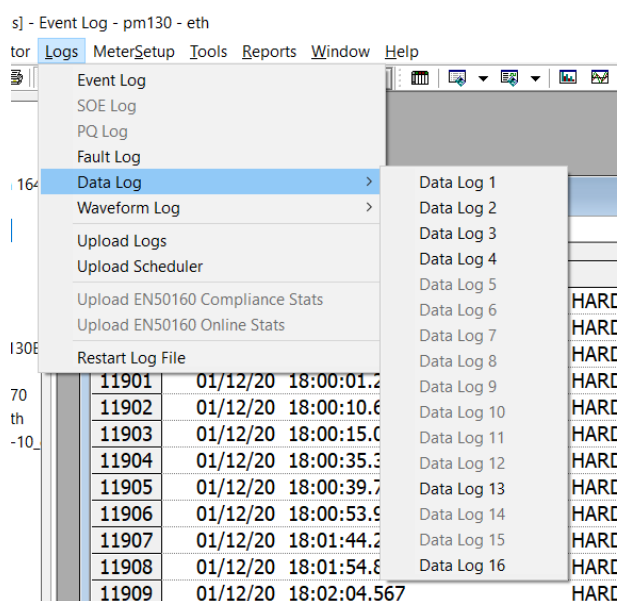 s] - Event Log - pm130 - eth
tor Logs MeterSetup Tools Reports Window Help
Event Log
SOE Log
PQ Log
Fault Log
Data Log
Waveform Log
Upload Logs
Upload Scheduler
Upload EN50160 Compliance Stats
Upload EN50160 Online Stats
Restart Log File
Data Log 1
Data Log 2
Data Log 3
Data Log 4
Data Log 5
Data Log 6
Data Log 7
Data Log 8
Data Log 9
Data Log 10
Data Log 11
Data Log 12
Data Log 13
Data Log 14
Data Log 15
Data Log 16
164
130E
70
th
-10_
HARD
HARD
HARD
11901 01/12/20 18:00:01.2 HARD
11902 01/12/20 18:00:10.6 HARD
11903 01/12/20 18:00:15.0 HARD
11904 01/12/20 18:00:35.3 HARD
11905 01/12/20 18:00:39.7 HARD
11906 01/12/20 18:00:53.9 HARD
11907 01/12/20 18:01:44.2 HARD
11908 01/12/20 18:01:54.8 HARD
11909 01/12/20 18:02:04.567 HARD